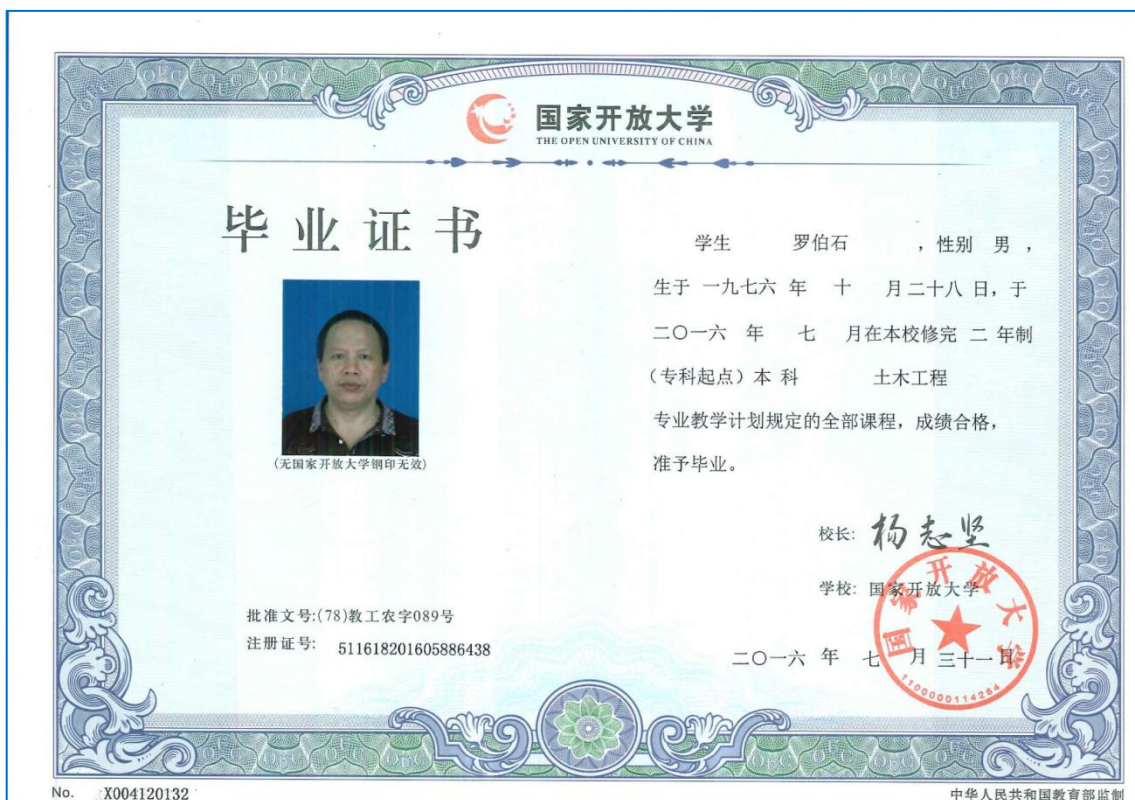 国家开放大学
THE OPEN UNIVERSITY OF CHINA
毕业证书
(无国家开放大学钢印无效)
批准文号:(78)教工农字089号
注册证号: 511618201605886438
学生 罗伯石 ，性别 男，
生于 一九七六 年 十 月二十八 日，于
二〇一六 年 七 月在本校修完 二 年制
（专科起点）本 科 土木工程
专业教学计划规定的全部课程，成绩合格，
准予毕业。
校长: 杨志坚
学校: 国家开放大学
国家开放大学
1100000114264
二〇一六 年 七 月 三十一 日
No. X004120132
中华人民共和国教育部监制